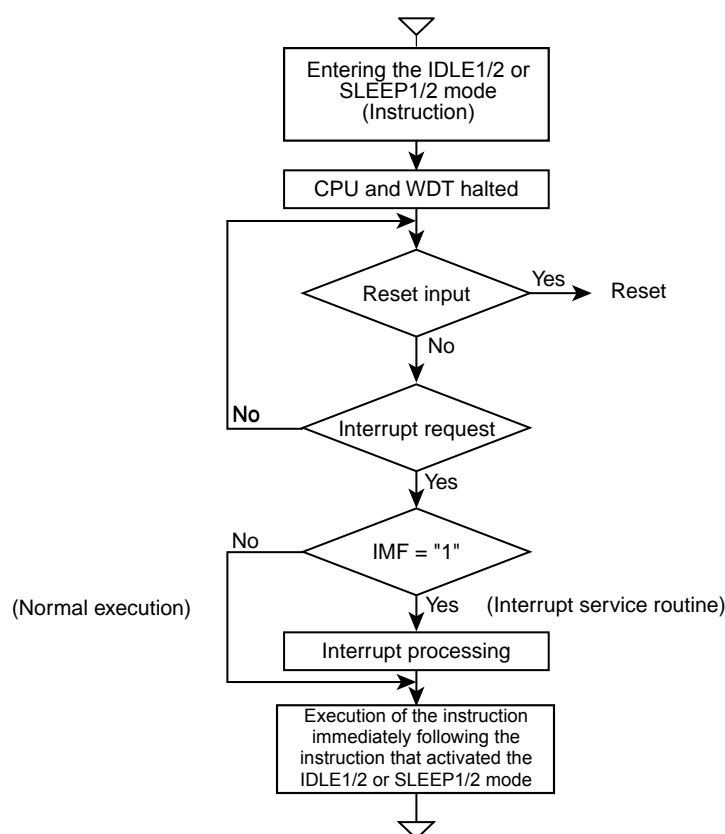 Entering the IDLE1/2 or
SLEEP1/2 mode
(Instruction)
CPU and WDT halted
Reset input
Yes
Reset
No
No
Interrupt request
Yes
No
IMF = "1"
(Normal execution)
Yes
(Interrupt service routine)
Interrupt processing
Execution of the instruction
immediately following the
instruction that activated the
IDLE1/2 or SLEEP1/2 mode